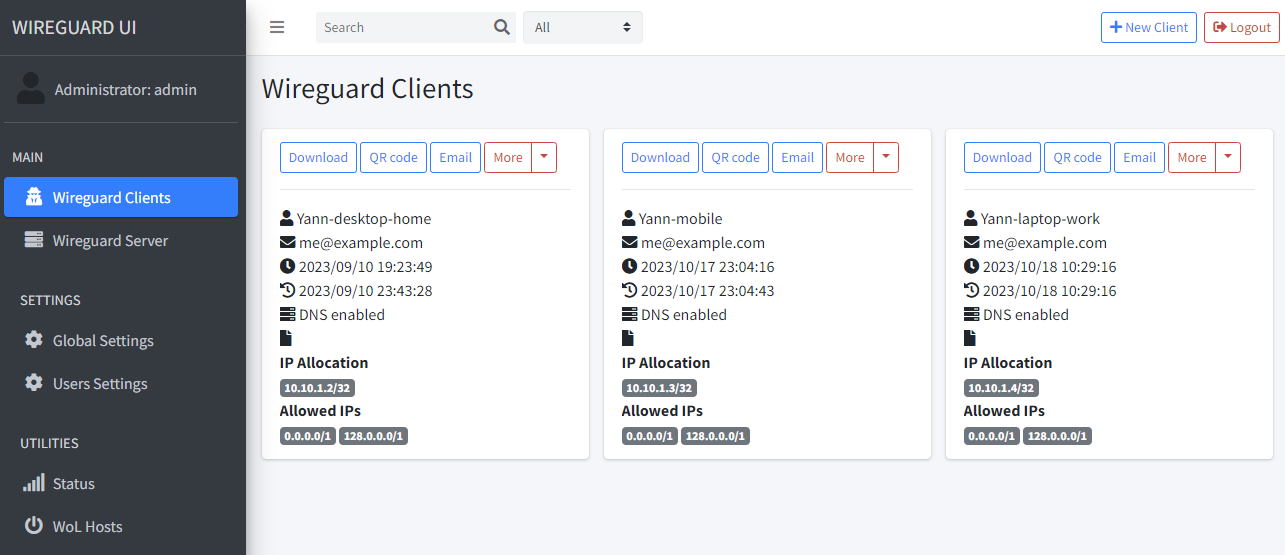 WIREGUARD UI
Search
All
New Client
Logout
Administrator: admin
MAIN
Wireguard Clients
Wireguard Server
SETTINGS
Global Settings
Users Settings
UTILITIES
Status
WoL Hosts
Wireguard Clients
Download QR code Email More
Yann-desktop-home
me@example.com
2023/09/10 19:23:49
2023/09/10 23:43:28
DNS enabled
IP Allocation
10.10.1.2/32
Allowed IPs
0.0.0.0/1 128.0.0.0/1
Download QR code Email More
Yann-mobile
me@example.com
2023/10/17 23:04:16
2023/10/17 23:04:43
DNS enabled
IP Allocation
10.10.1.3/32
Allowed IPs
0.0.0.0/1 128.0.0.0/1
Download QR code Email More
Yann-laptop-work
me@example.com
2023/10/18 10:29:16
2023/10/18 10:29:16
DNS enabled
IP Allocation
10.10.1.4/32
Allowed IPs
0.0.0.0/1 128.0.0.0/1